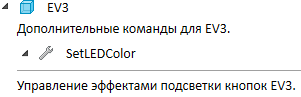 EV3
Дополнительные команды для EV3.
SetLEDColor
Управление эффектами подсветки кнопок EV3.